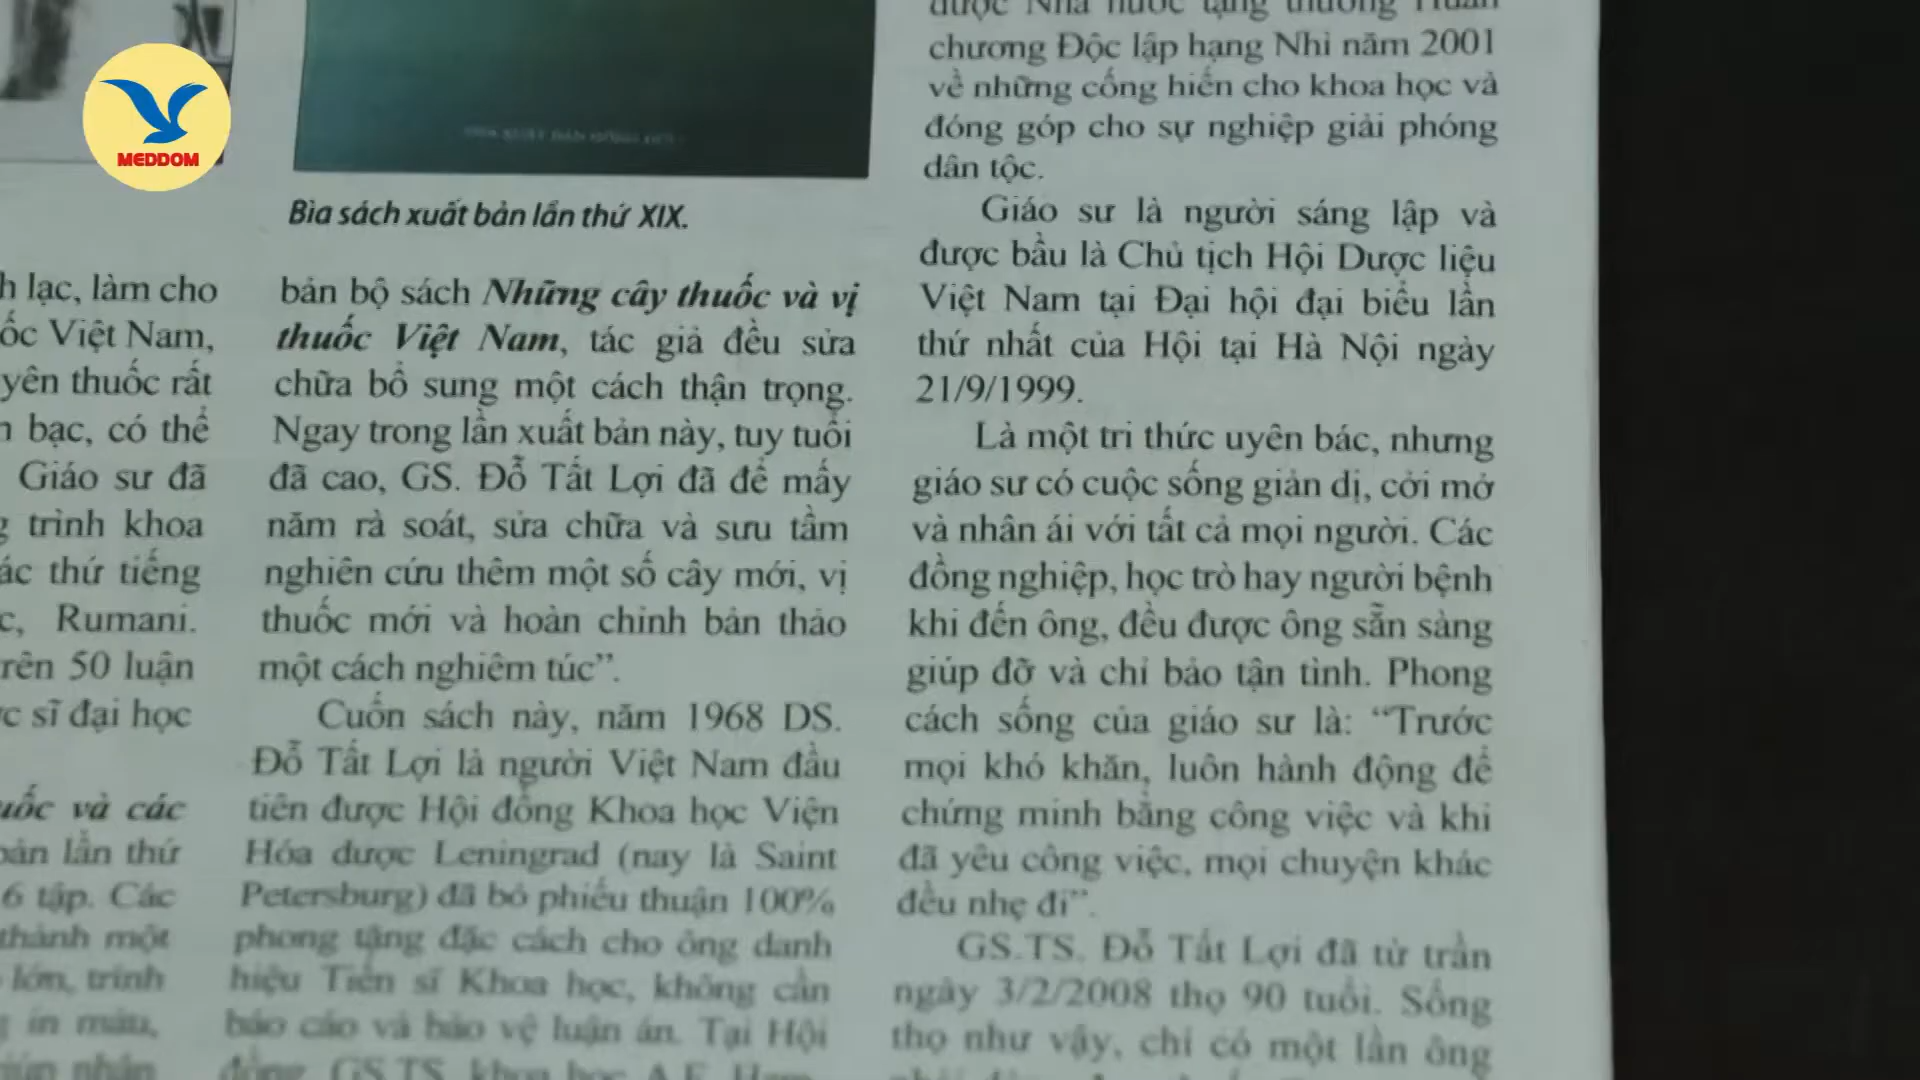 MEDDOM
Bìa sách xuất bản lần thứ XIX.
h lạc, làm cho
ốc Việt Nam,
yên thuốc rất
n bạc, có thể
Giáo sư đã
g trình khoa
ác thứ tiếng
c, Rumani.
rên 50 luận
c sĩ đại học
uốc và các
bản lần thứ
6 tập. Các
thành một
lớn, trình
g in màu,
bản bộ sách Những cây thuốc và vị
thuốc Việt Nam, tác giả đều sửa
chữa bổ sung một cách thận trọng.
Ngay trong lần xuất bản này, tuy tuổi
đã cao, GS. Đỗ Tất Lợi đã để mấy
năm rà soát, sửa chữa và sưu tầm
nghiên cứu thêm một số cây mới, vị
thuốc mới và hoàn chỉnh bản thảo
một cách nghiêm túc”.
Cuốn sách này, năm 1968 DS.
Đỗ Tất Lợi là người Việt Nam đầu
tiên được Hội đồng Khoa học Viện
Hóa dược Leningrad (nay là Saint
Petersburg) đã bỏ phiếu thuận 100%
phong tặng đặc cách cho ông danh
hiệu Tiến sĩ Khoa học, không cần
báo cáo và bảo vệ luận án. Tại Hội
đồng, GS.TS. khoa học A.F.
được Nhà nước tặng thưởng Huân
chương Độc lập hạng Nhì năm 2001
về những cống hiến cho khoa học và
đóng góp cho sự nghiệp giải phóng
dân tộc.
Giáo sư là người sáng lập và
được bầu là Chủ tịch Hội Dược liệu
Việt Nam tại Đại hội đại biểu lần
thứ nhất của Hội tại Hà Nội ngày
21/9/1999.
Là một tri thức uyên bác, nhưng
giáo sư có cuộc sống giản dị, cởi mở
và nhân ái với tất cả mọi người. Các
đồng nghiệp, học trò hay người bệnh
khi đến ông, đều được ông sẵn sàng
giúp đỡ và chỉ bảo tận tình. Phong
cách sống của giáo sư là: “Trước
mọi khó khăn, luôn hành động để
chứng minh bằng công việc và khi
đã yêu công việc, mọi chuyện khác
đều nhẹ đi”.
GS.TS. Đỗ Tất Lợi đã từ trần
ngày 3/2/2008 thọ 90 tuổi. Sống
thọ như vậy, chỉ có một lần ông